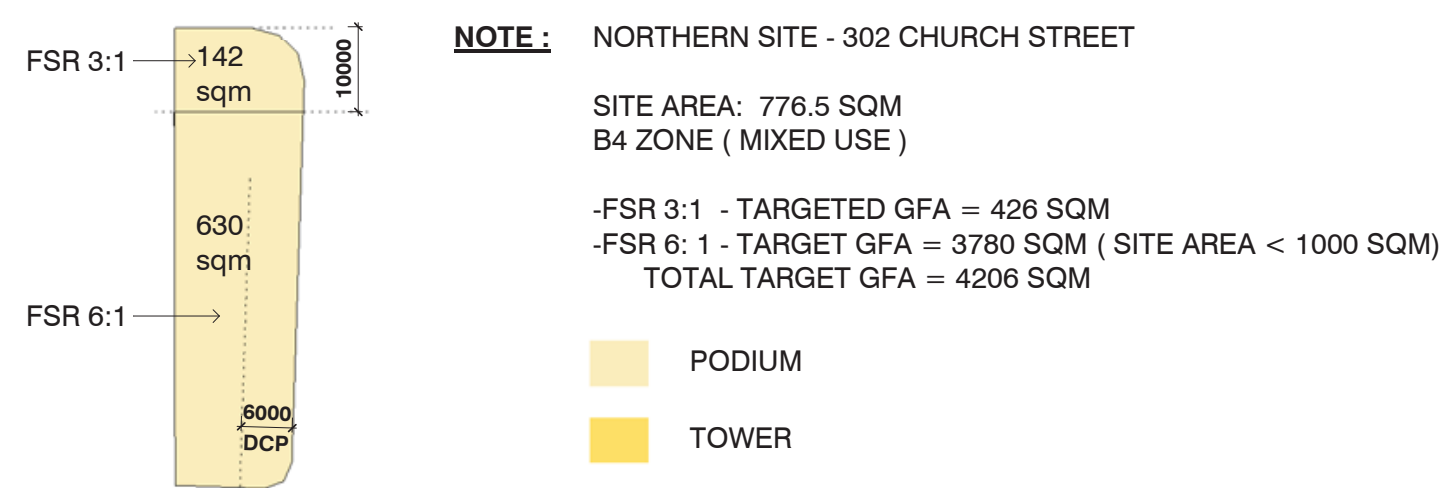 FSR 3:1
142
sqm
10000
630
sqm
FSR 6:1
6000
DCP
NOTE : NORTHERN SITE - 302 CHURCH STREET
SITE AREA: 776.5 SQM
B4 ZONE ( MIXED USE )
-FSR 3:1 - TARGETED GFA = 426 SQM
-FSR 6: 1 - TARGET GFA = 3780 SQM ( SITE AREA < 1000 SQM)
TOTAL TARGET GFA = 4206 SQM
PODIUM
TOWER